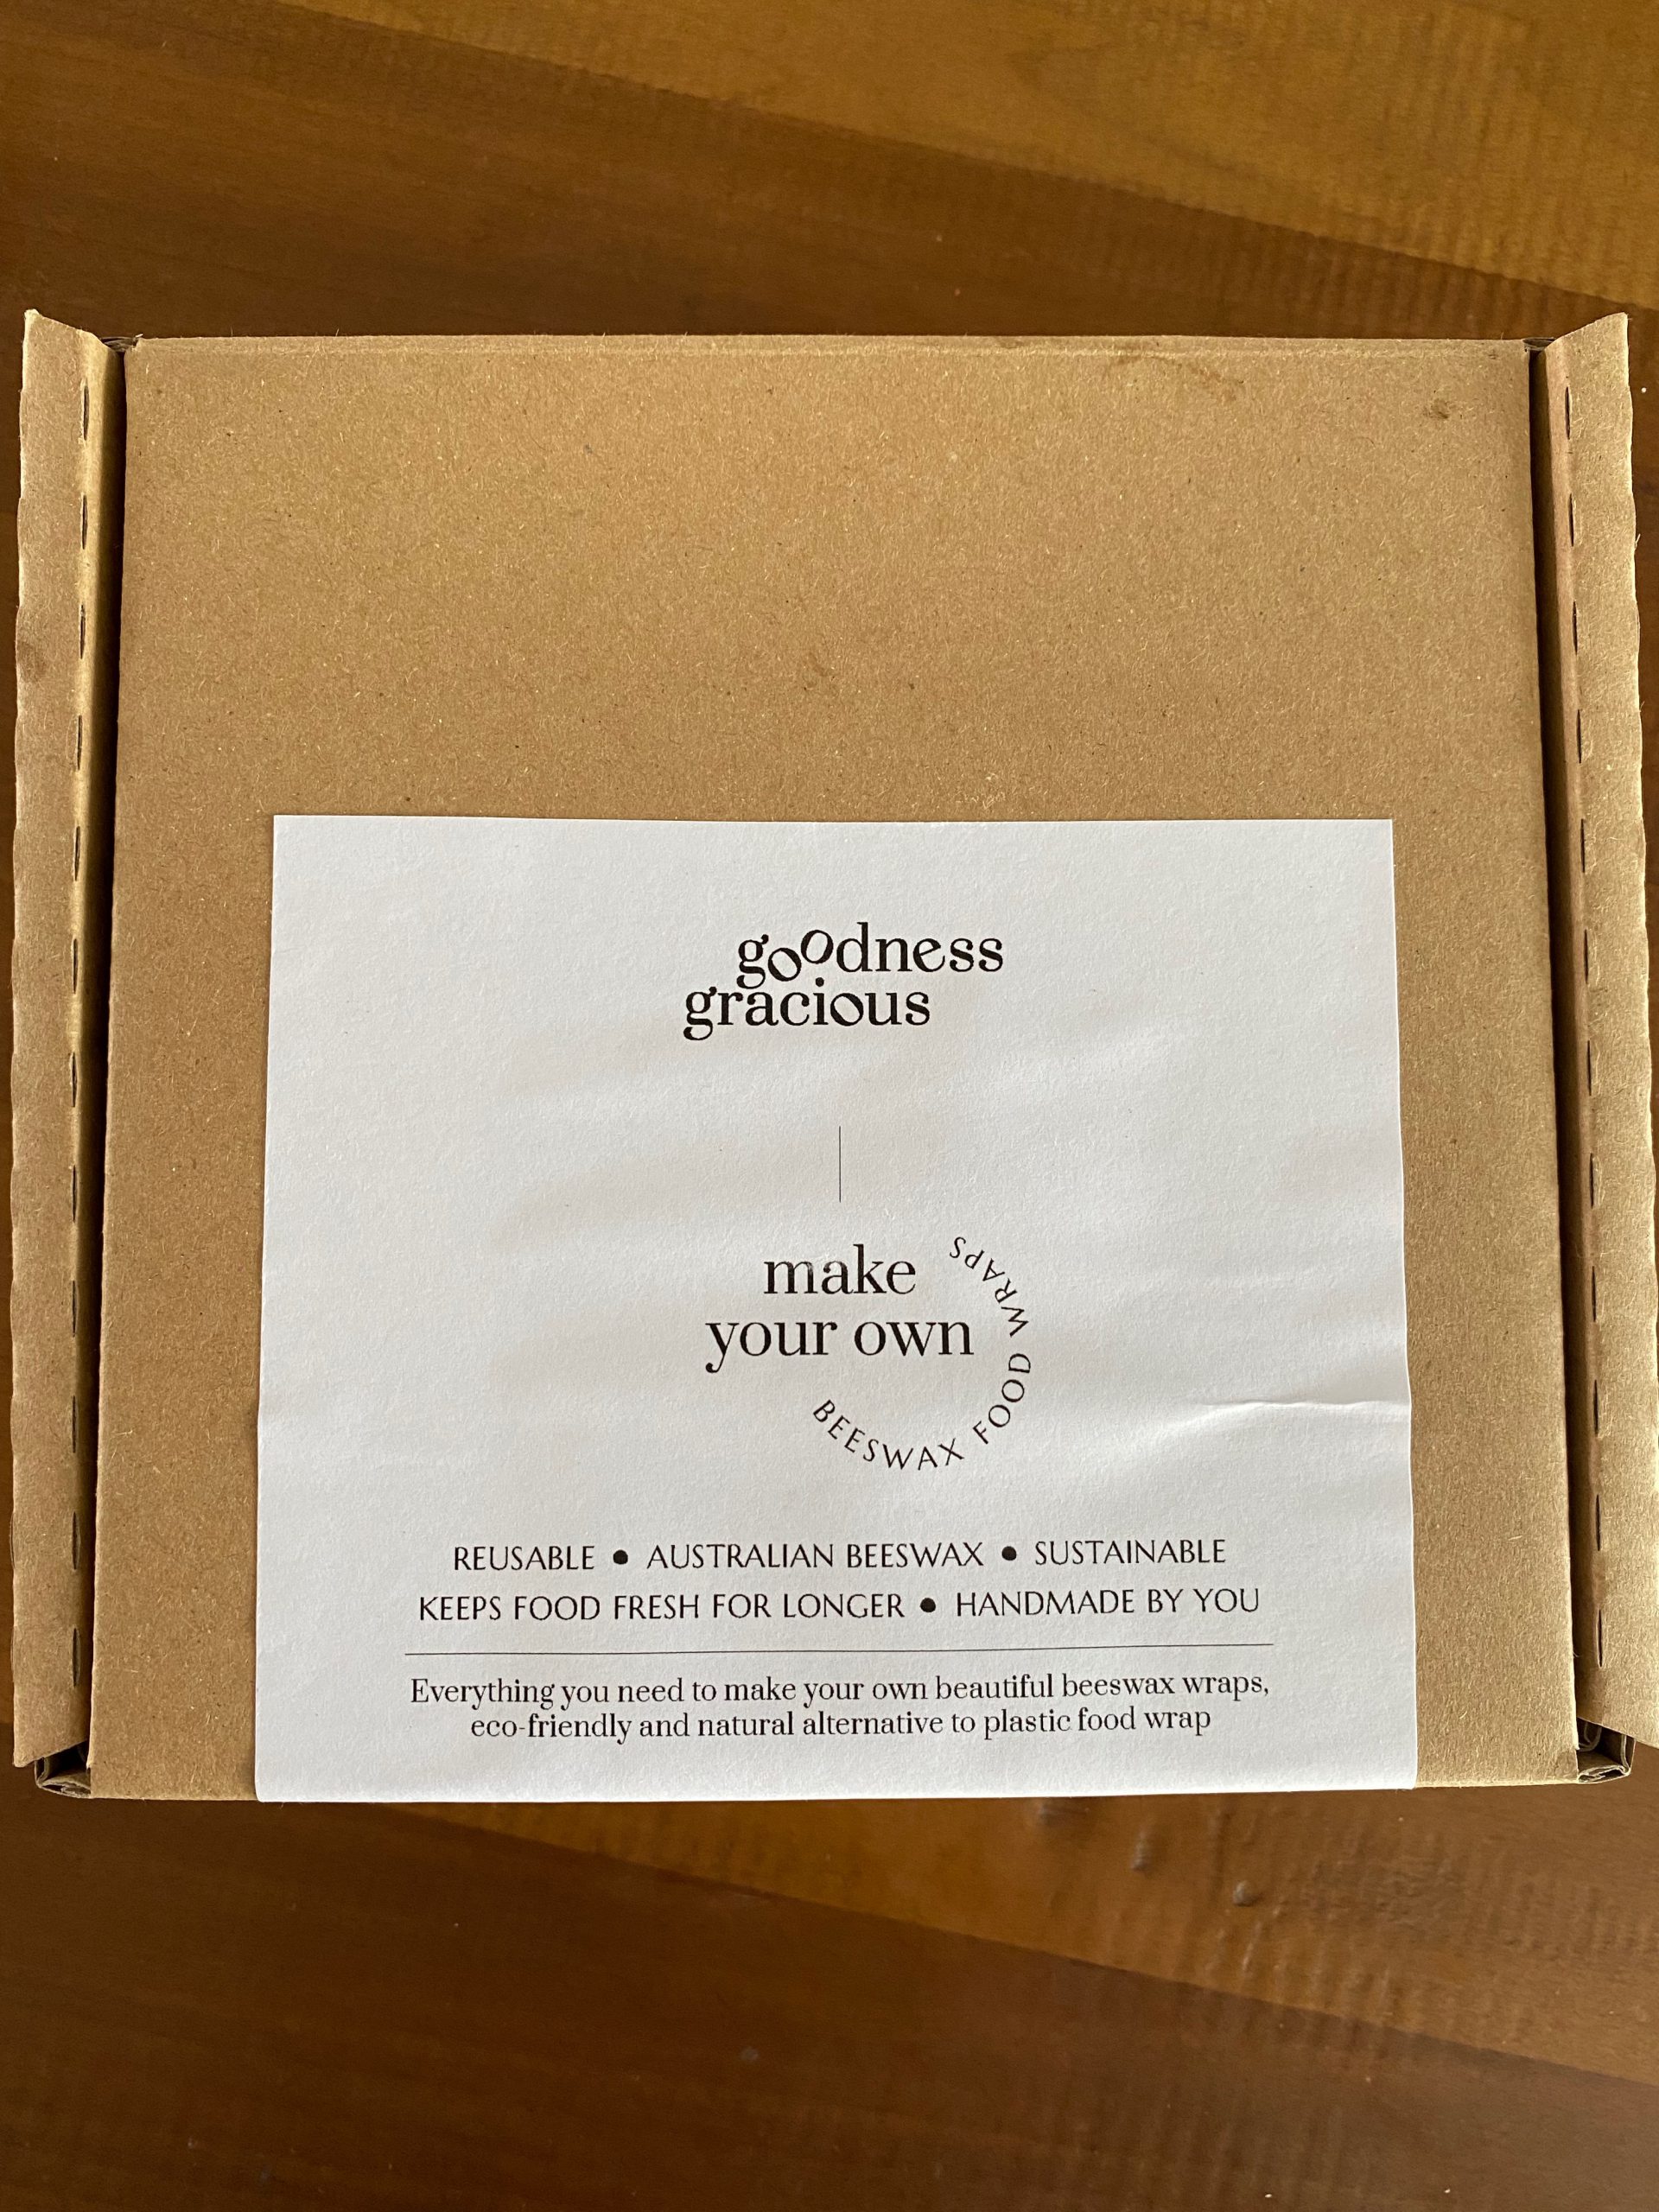 goodness
gracious
make
your own
BEESWAX FOOD WRAPS
REUSABLE ● AUSTRALIAN BEESWAX ● SUSTAINABLE
KEEPS FOOD FRESH FOR LONGER ● HANDMADE BY YOU
Everything you need to make your own beautiful beeswax wraps,
eco-friendly and natural alternative to plastic food wrap